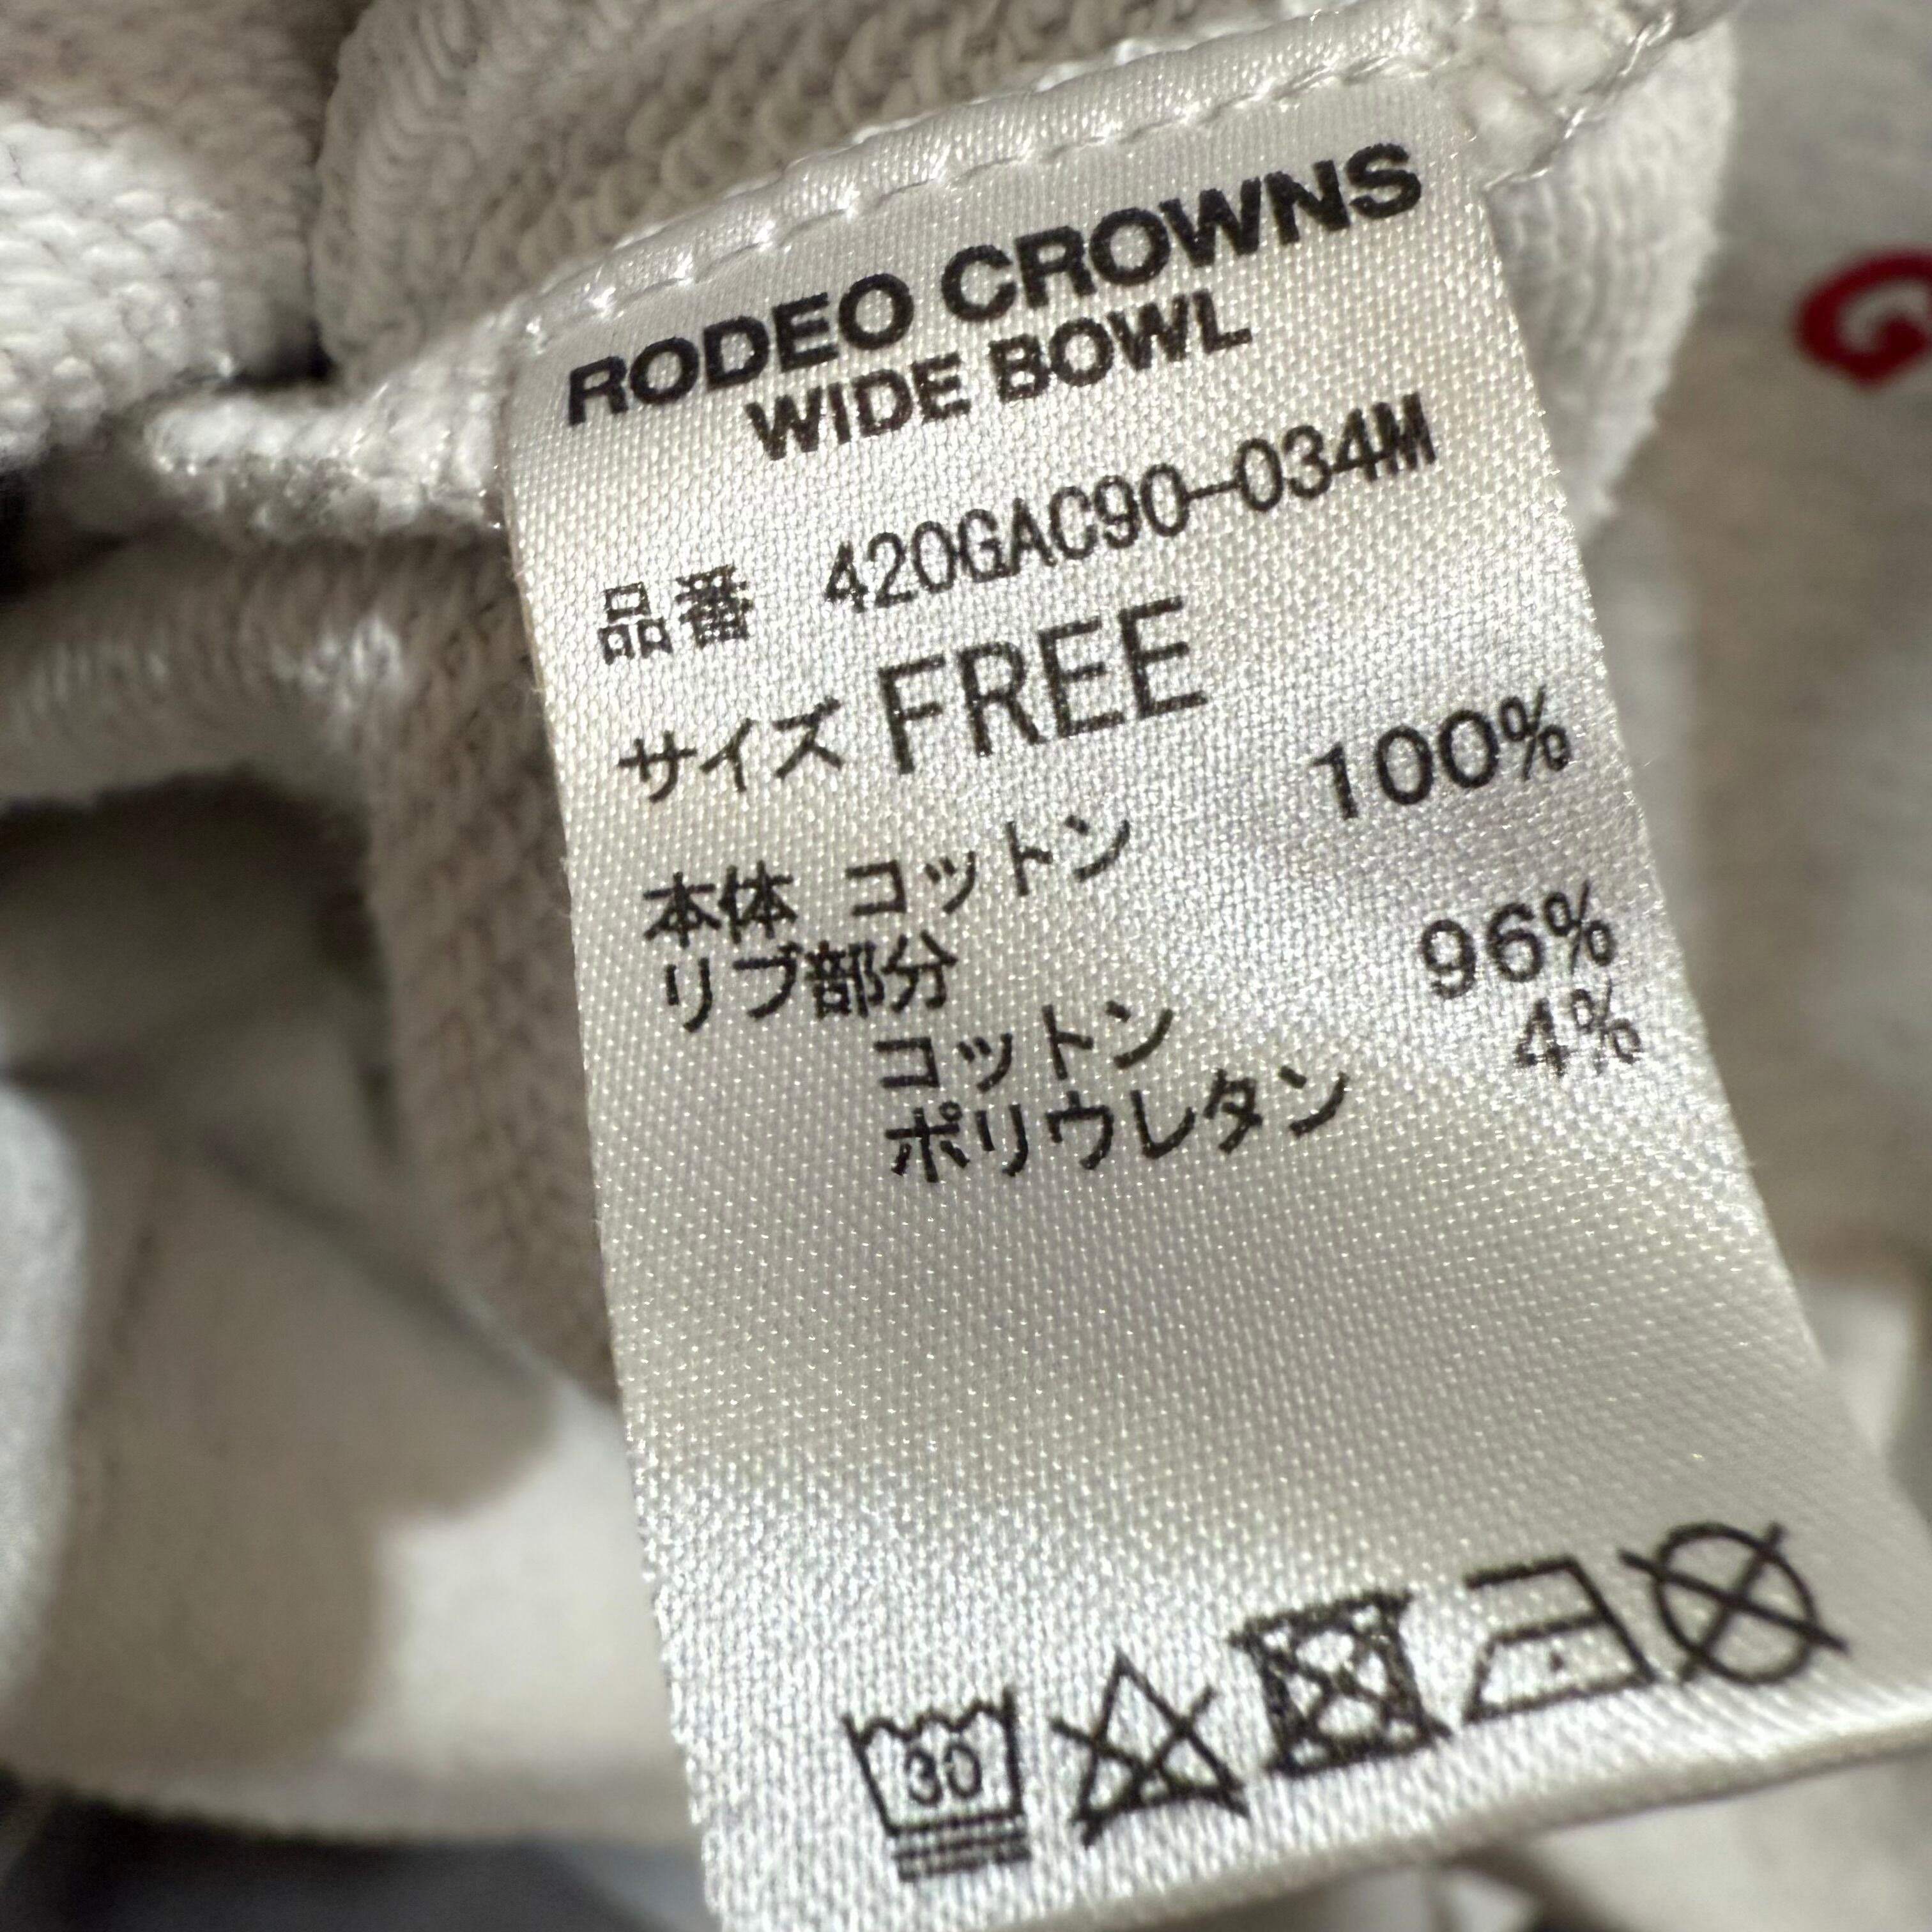 RODEO CROWNS
WIDE BOWL
品番 420GAC90-034M
サイズ FREE
本体 コットン 100%
リブ部分
コットン 96%
ポリウレタン 4%
30